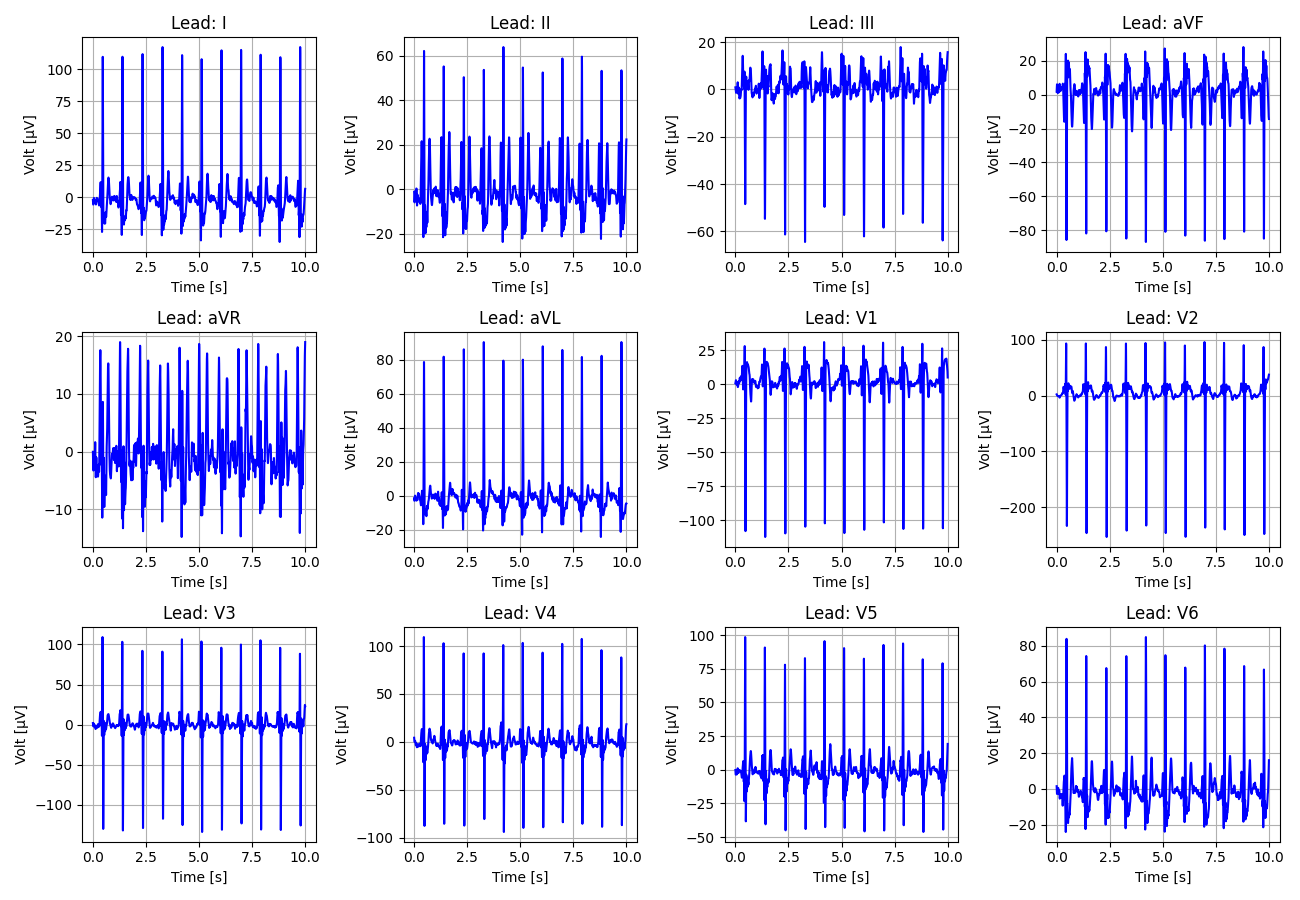 Lead: I
Volt [µV]
100
75
50
25
0
−25
0.0 2.5 5.0 7.5 10.0
Time [s]
Lead: II
Volt [µV]
60
40
20
0
−20
0.0 2.5 5.0 7.5 10.0
Time [s]
Lead: III
Volt [µV]
20
0
−20
−40
−60
0.0 2.5 5.0 7.5 10.0
Time [s]
Lead: aVF
Volt [µV]
20
0
−20
−40
−60
−80
0.0 2.5 5.0 7.5 10.0
Time [s]
Lead: aVR
Volt [µV]
20
10
0
−10
0.0 2.5 5.0 7.5 10.0
Time [s]
Lead: aVL
Volt [µV]
80
60
40
20
0
−20
0.0 2.5 5.0 7.5 10.0
Time [s]
Lead: V1
Volt [µV]
25
0
−25
−50
−75
−100
0.0 2.5 5.0 7.5 10.0
Time [s]
Lead: V2
Volt [µV]
100
0
−100
−200
0.0 2.5 5.0 7.5 10.0
Time [s]
Lead: V3
Volt [µV]
100
50
0
−50
−100
0.0 2.5 5.0 7.5 10.0
Time [s]
Lead: V4
Volt [µV]
100
50
0
−50
−100
0.0 2.5 5.0 7.5 10.0
Time [s]
Lead: V5
Volt [µV]
100
75
50
25
0
−25
−50
0.0 2.5 5.0 7.5 10.0
Time [s]
Lead: V6
Volt [µV]
80
60
40
20
0
−20
0.0 2.5 5.0 7.5 10.0
Time [s]